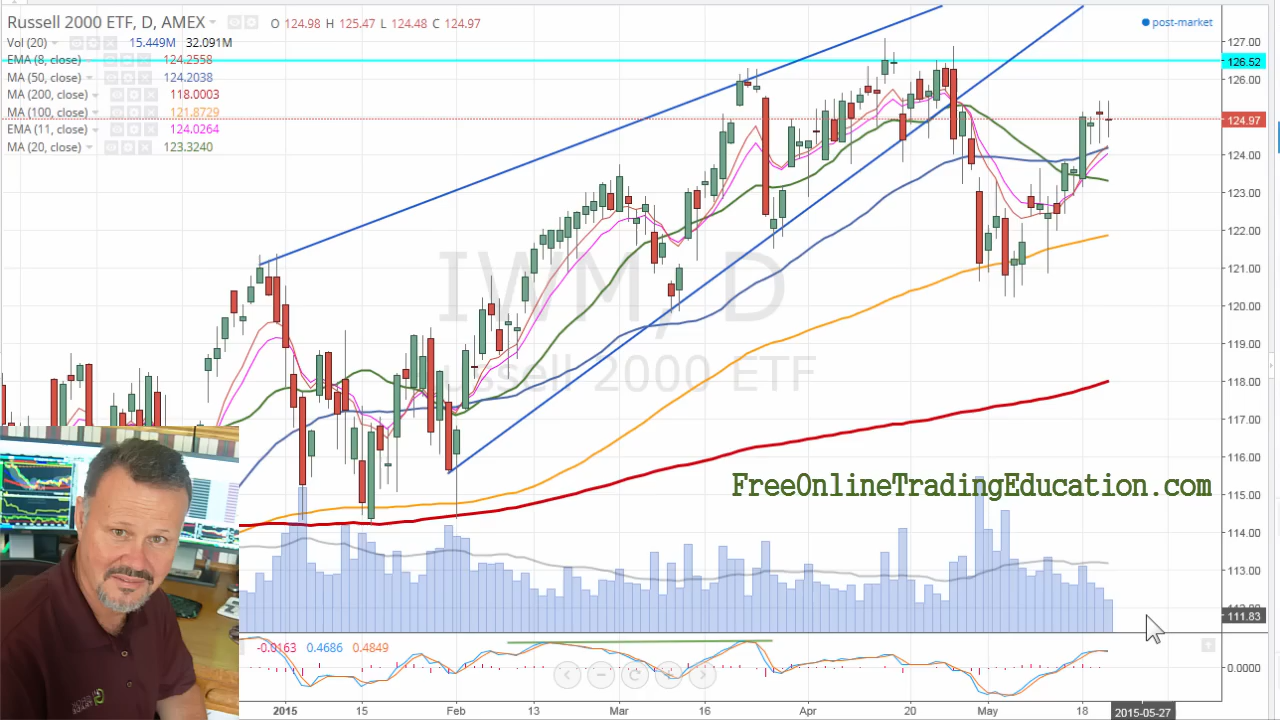 Russell 2000 ETF, D, AMEX O 124.98 H 125.47 L 124.48 C 124.97
post-market
Vol (20) 15.449M 32.091M
EMA (8, close) 124.2558
MA (50, close) 124.2038
MA (200, close) 118.0003
MA (100, close) 121.8729
EMA (11, close) 124.0264
MA (20, close) 123.3240
127.00
126.52
126.00
124.97
124.00
123.00
122.00
121.00
120.00
119.00
118.00
117.00
116.00
115.00
114.00
113.00
111.83
IWM, D
Russell 2000 ETF
FreeOnlineTradingEducation.com
-0.0163 0.4686 0.4849
0.0000
2015 15 Feb 13 Mar 16 Apr 20 May 18 2015-05-27